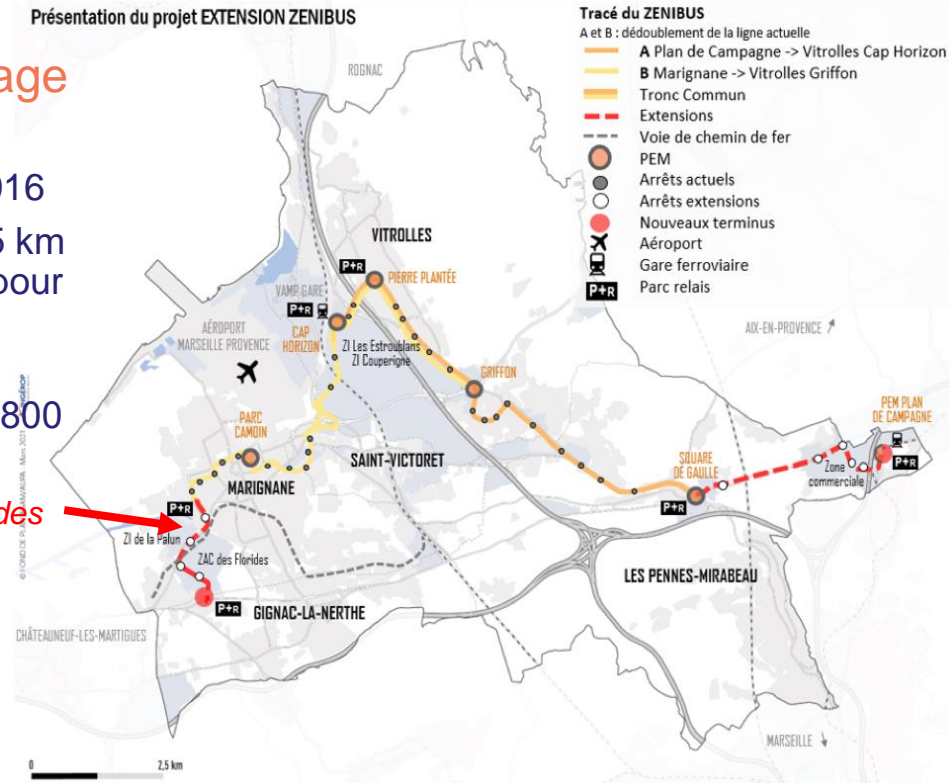 Présentation du projet EXTENSION ZENIBUS
age
016
5 km
pour
800
des
Tracé du ZENIBUS
A et B : dédoublement de la ligne actuelle
A Plan de Campagne -> Vitrolles Cap Horizon
B Marignane -> Vitrolles Griffon
Tronc Commun
Extensions
Voie de chemin de fer
PEM
Arrêts actuels
Arrêts extensions
Nouveaux terminus
Aéroport
Gare ferroviaire
P+R Parc relais
ROGNAC
VITROLLES
P+R
PIERRE PLANTÉE
VAMP GARE
P+R
CAP
HORIZON
ZI Les Estroublans
ZI Couperigne
AÉROPORT
MARSEILLE PROVENCE
AIX-EN-PROVENCE
GRIFFON
PEM PLAN
DE CAMPAGNE
P+R
PARC
CAMOIN
SAINT-VICTORET
SQUARE
DE GAULLE
Zone
commerciale
MARIGNANE
P+R
P+R
ZI de la Palun
ZAC des Florides
P+R
GIGNAC-LA-NERTHE
LES PENNES-MIRABEAU
CHÂTEAUNEUF-LES-MARTIGUES
MARSEILLE
0 2,5 km